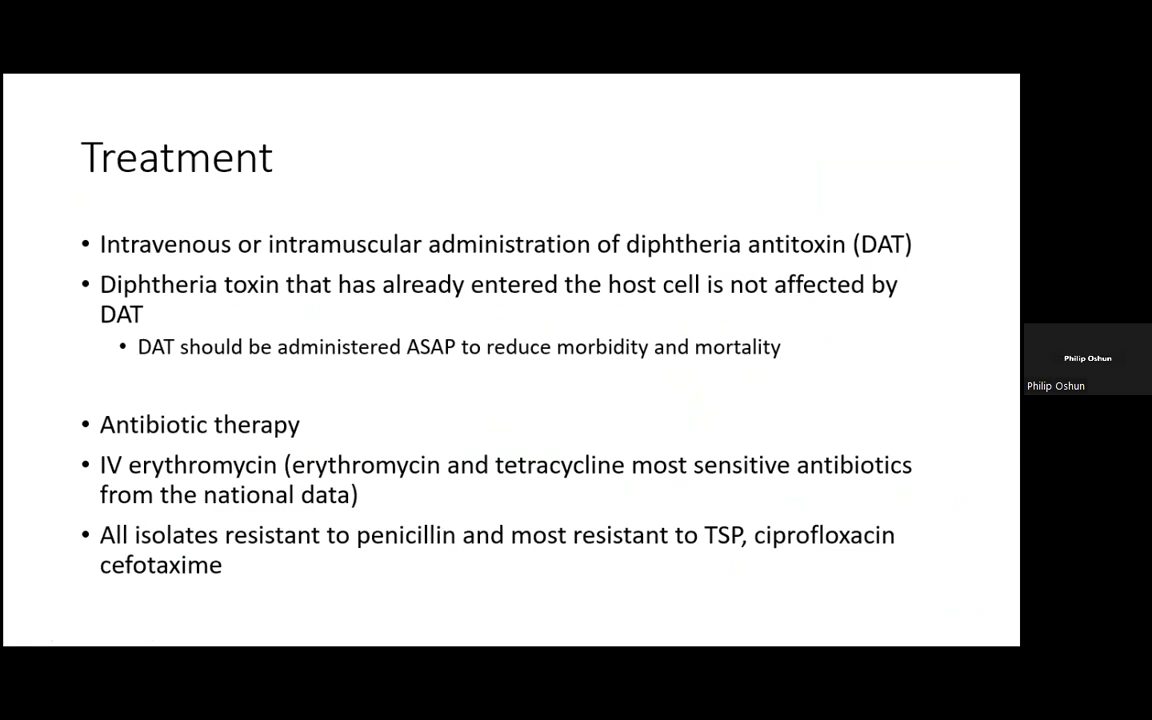 Treatment
• Intravenous or intramuscular administration of diphtheria antitoxin (DAT)
• Diphtheria toxin that has already entered the host cell is not affected by
DAT
• DAT should be administered ASAP to reduce morbidity and mortality
• Antibiotic therapy
• IV erythromycin (erythromycin and tetracycline most sensitive antibiotics
from the national data)
• All isolates resistant to penicillin and most resistant to TSP, ciprofloxacin
cefotaxime
Philip Oshun
Philip Oshun